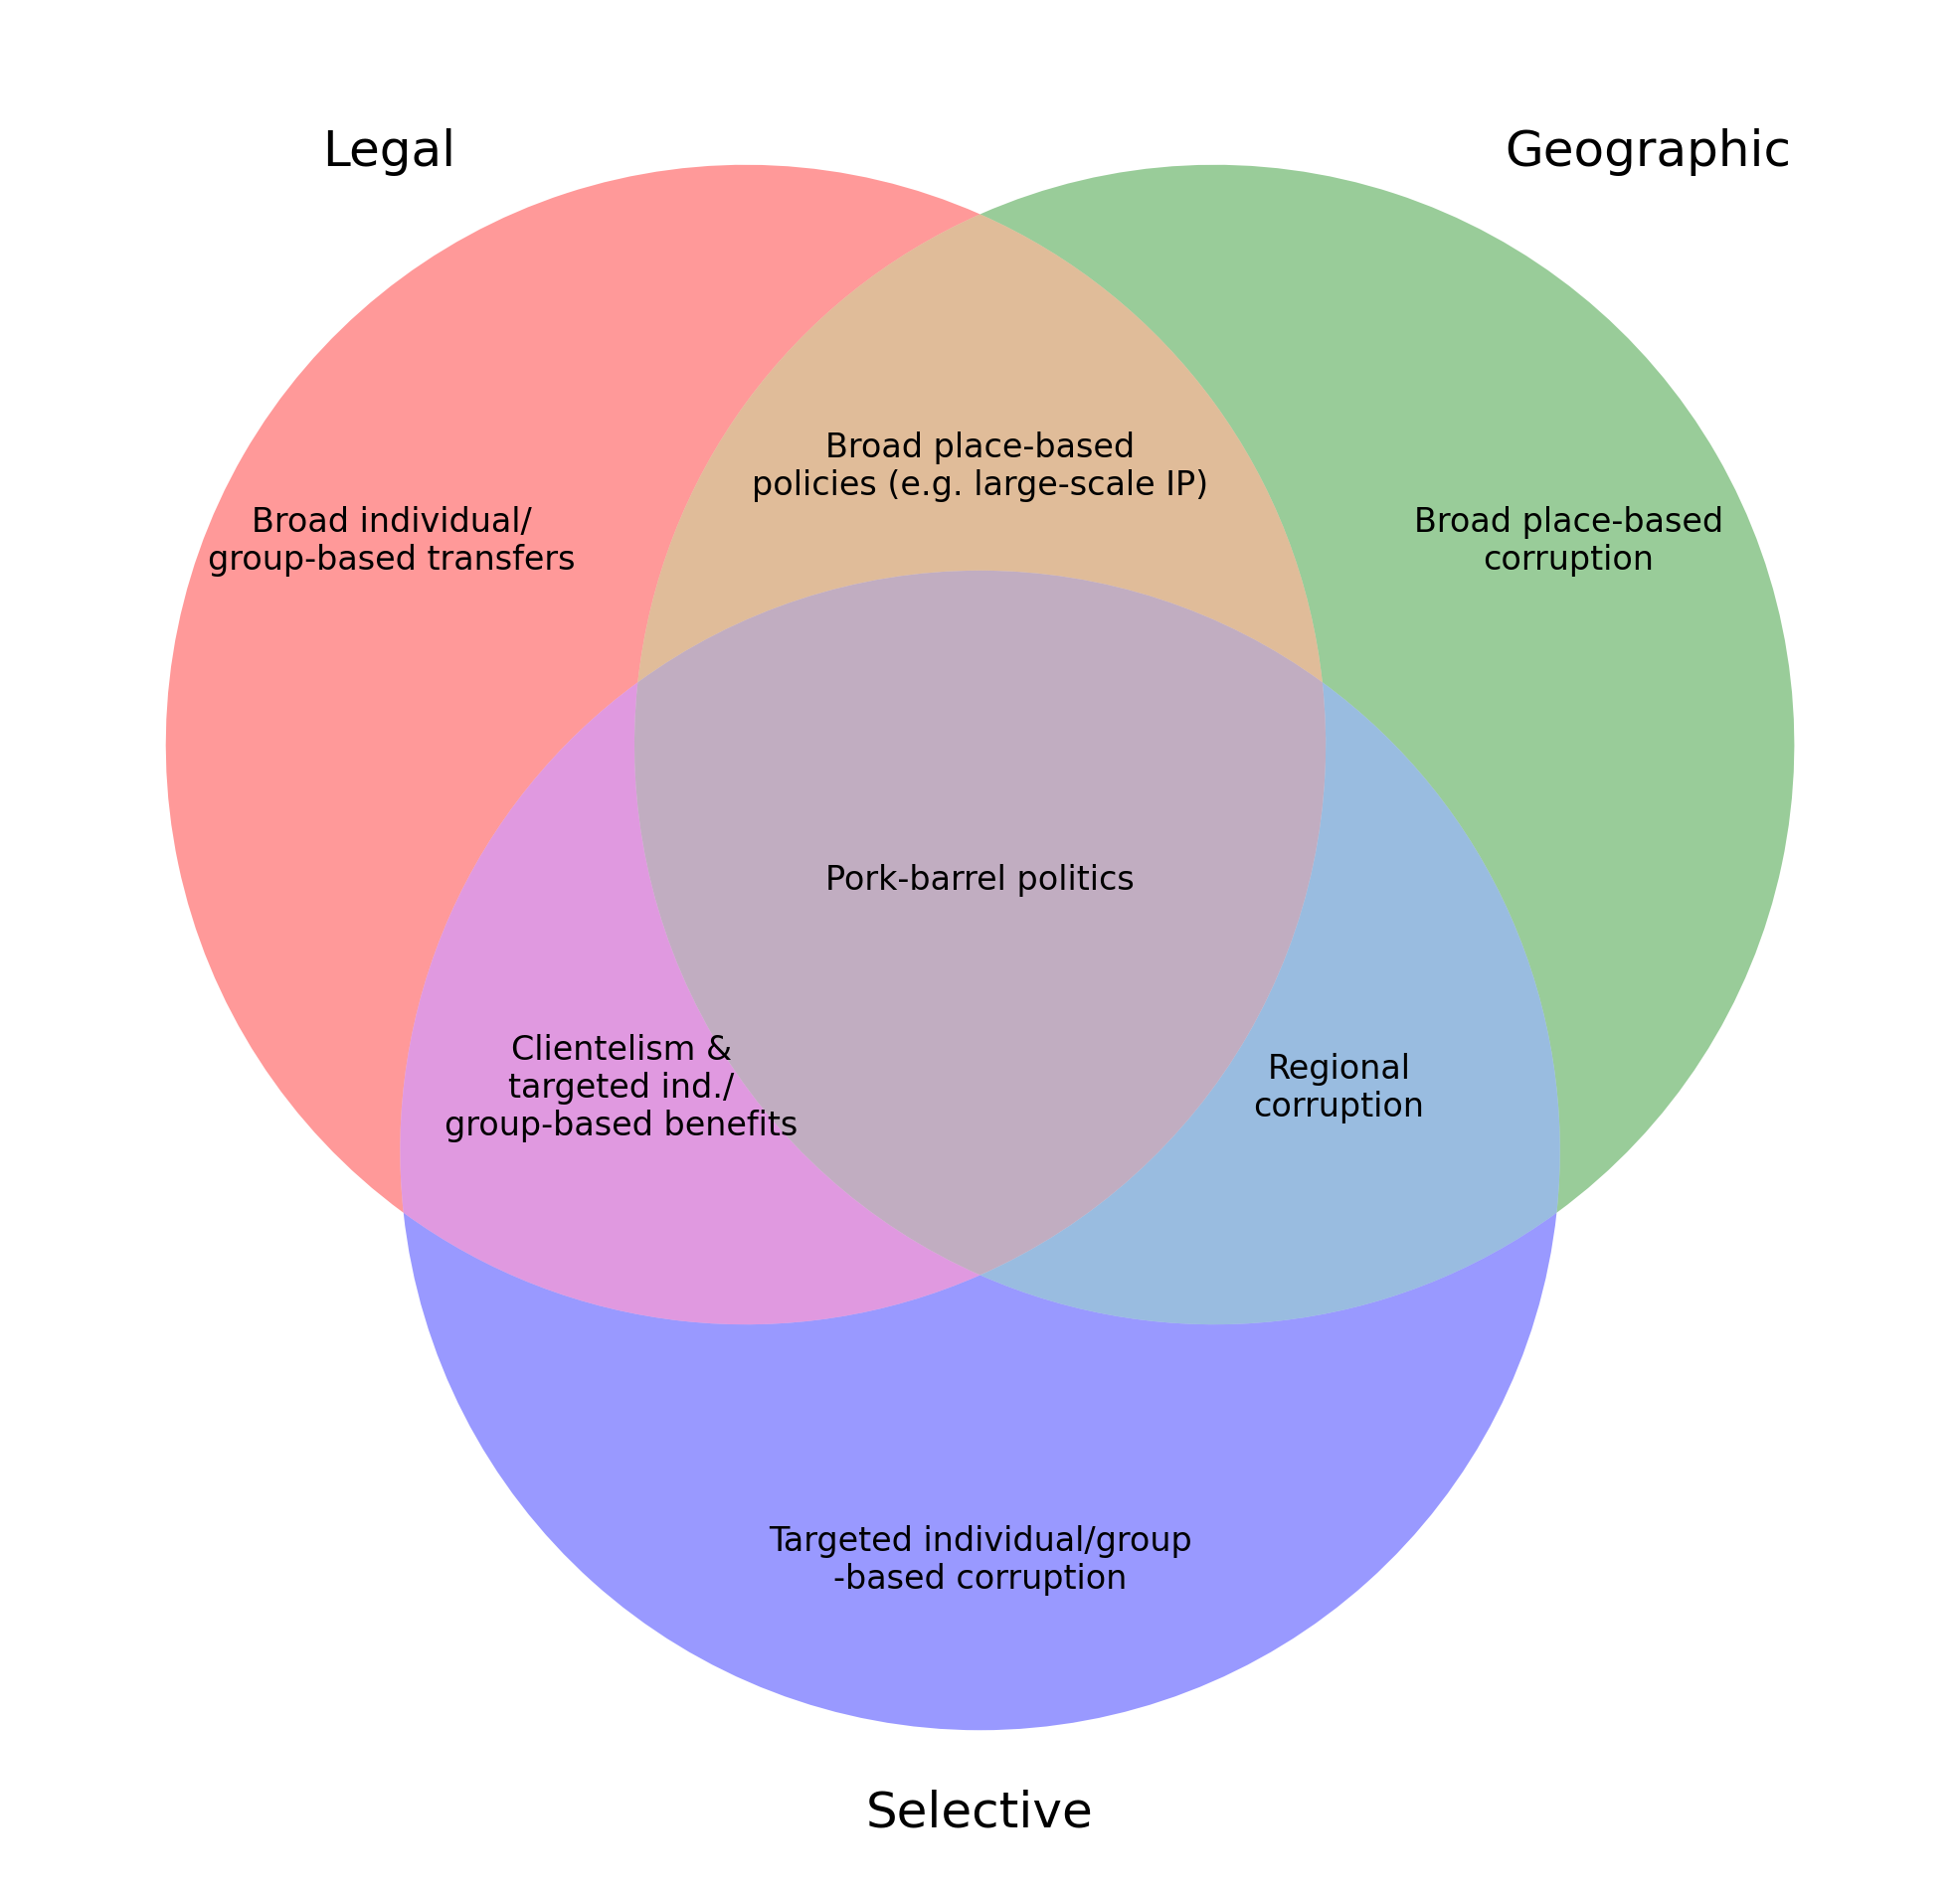 Legal
Geographic
Broad place-based
policies (e.g. large-scale IP)
Broad individual/
group-based transfers
Broad place-based
corruption
Pork-barrel politics
Clientelism &
targeted ind./
group-based benefits
Regional
corruption
Targeted individual/group
-based corruption
Selective